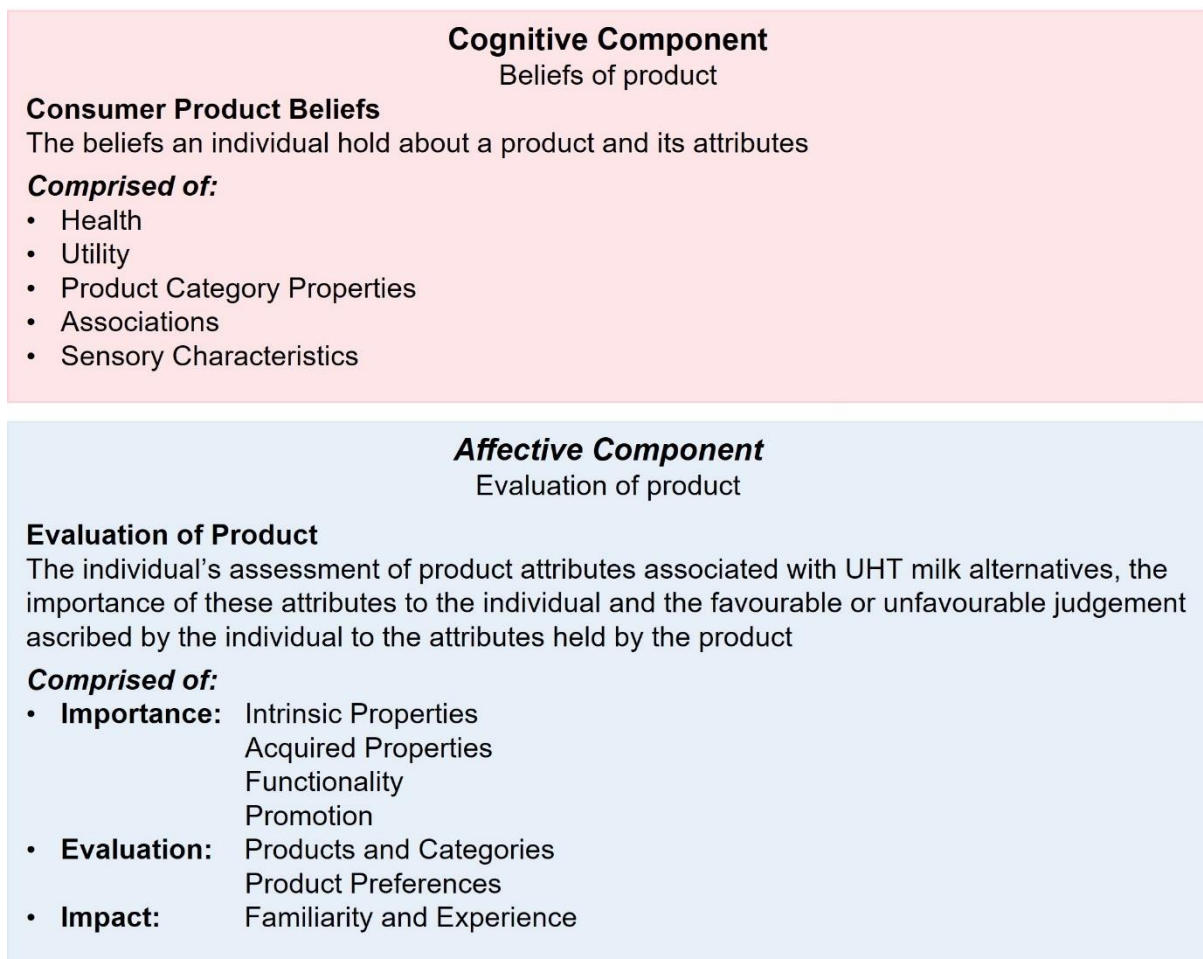 Cognitive Component
Beliefs of product
Consumer Product Beliefs
The beliefs an individual hold about a product and its attributes
Comprised of:
• Health
• Utility
• Product Category Properties
• Associations
• Sensory Characteristics
Affective Component
Evaluation of product
Evaluation of Product
The individual’s assessment of product attributes associated with UHT milk alternatives, the
importance of these attributes to the individual and the favourable or unfavourable judgement
ascribed by the individual to the attributes held by the product
Comprised of:
• Importance: Intrinsic Properties
Acquired Properties
Functionality
Promotion
• Evaluation: Products and Categories
Product Preferences
• Impact: Familiarity and Experience